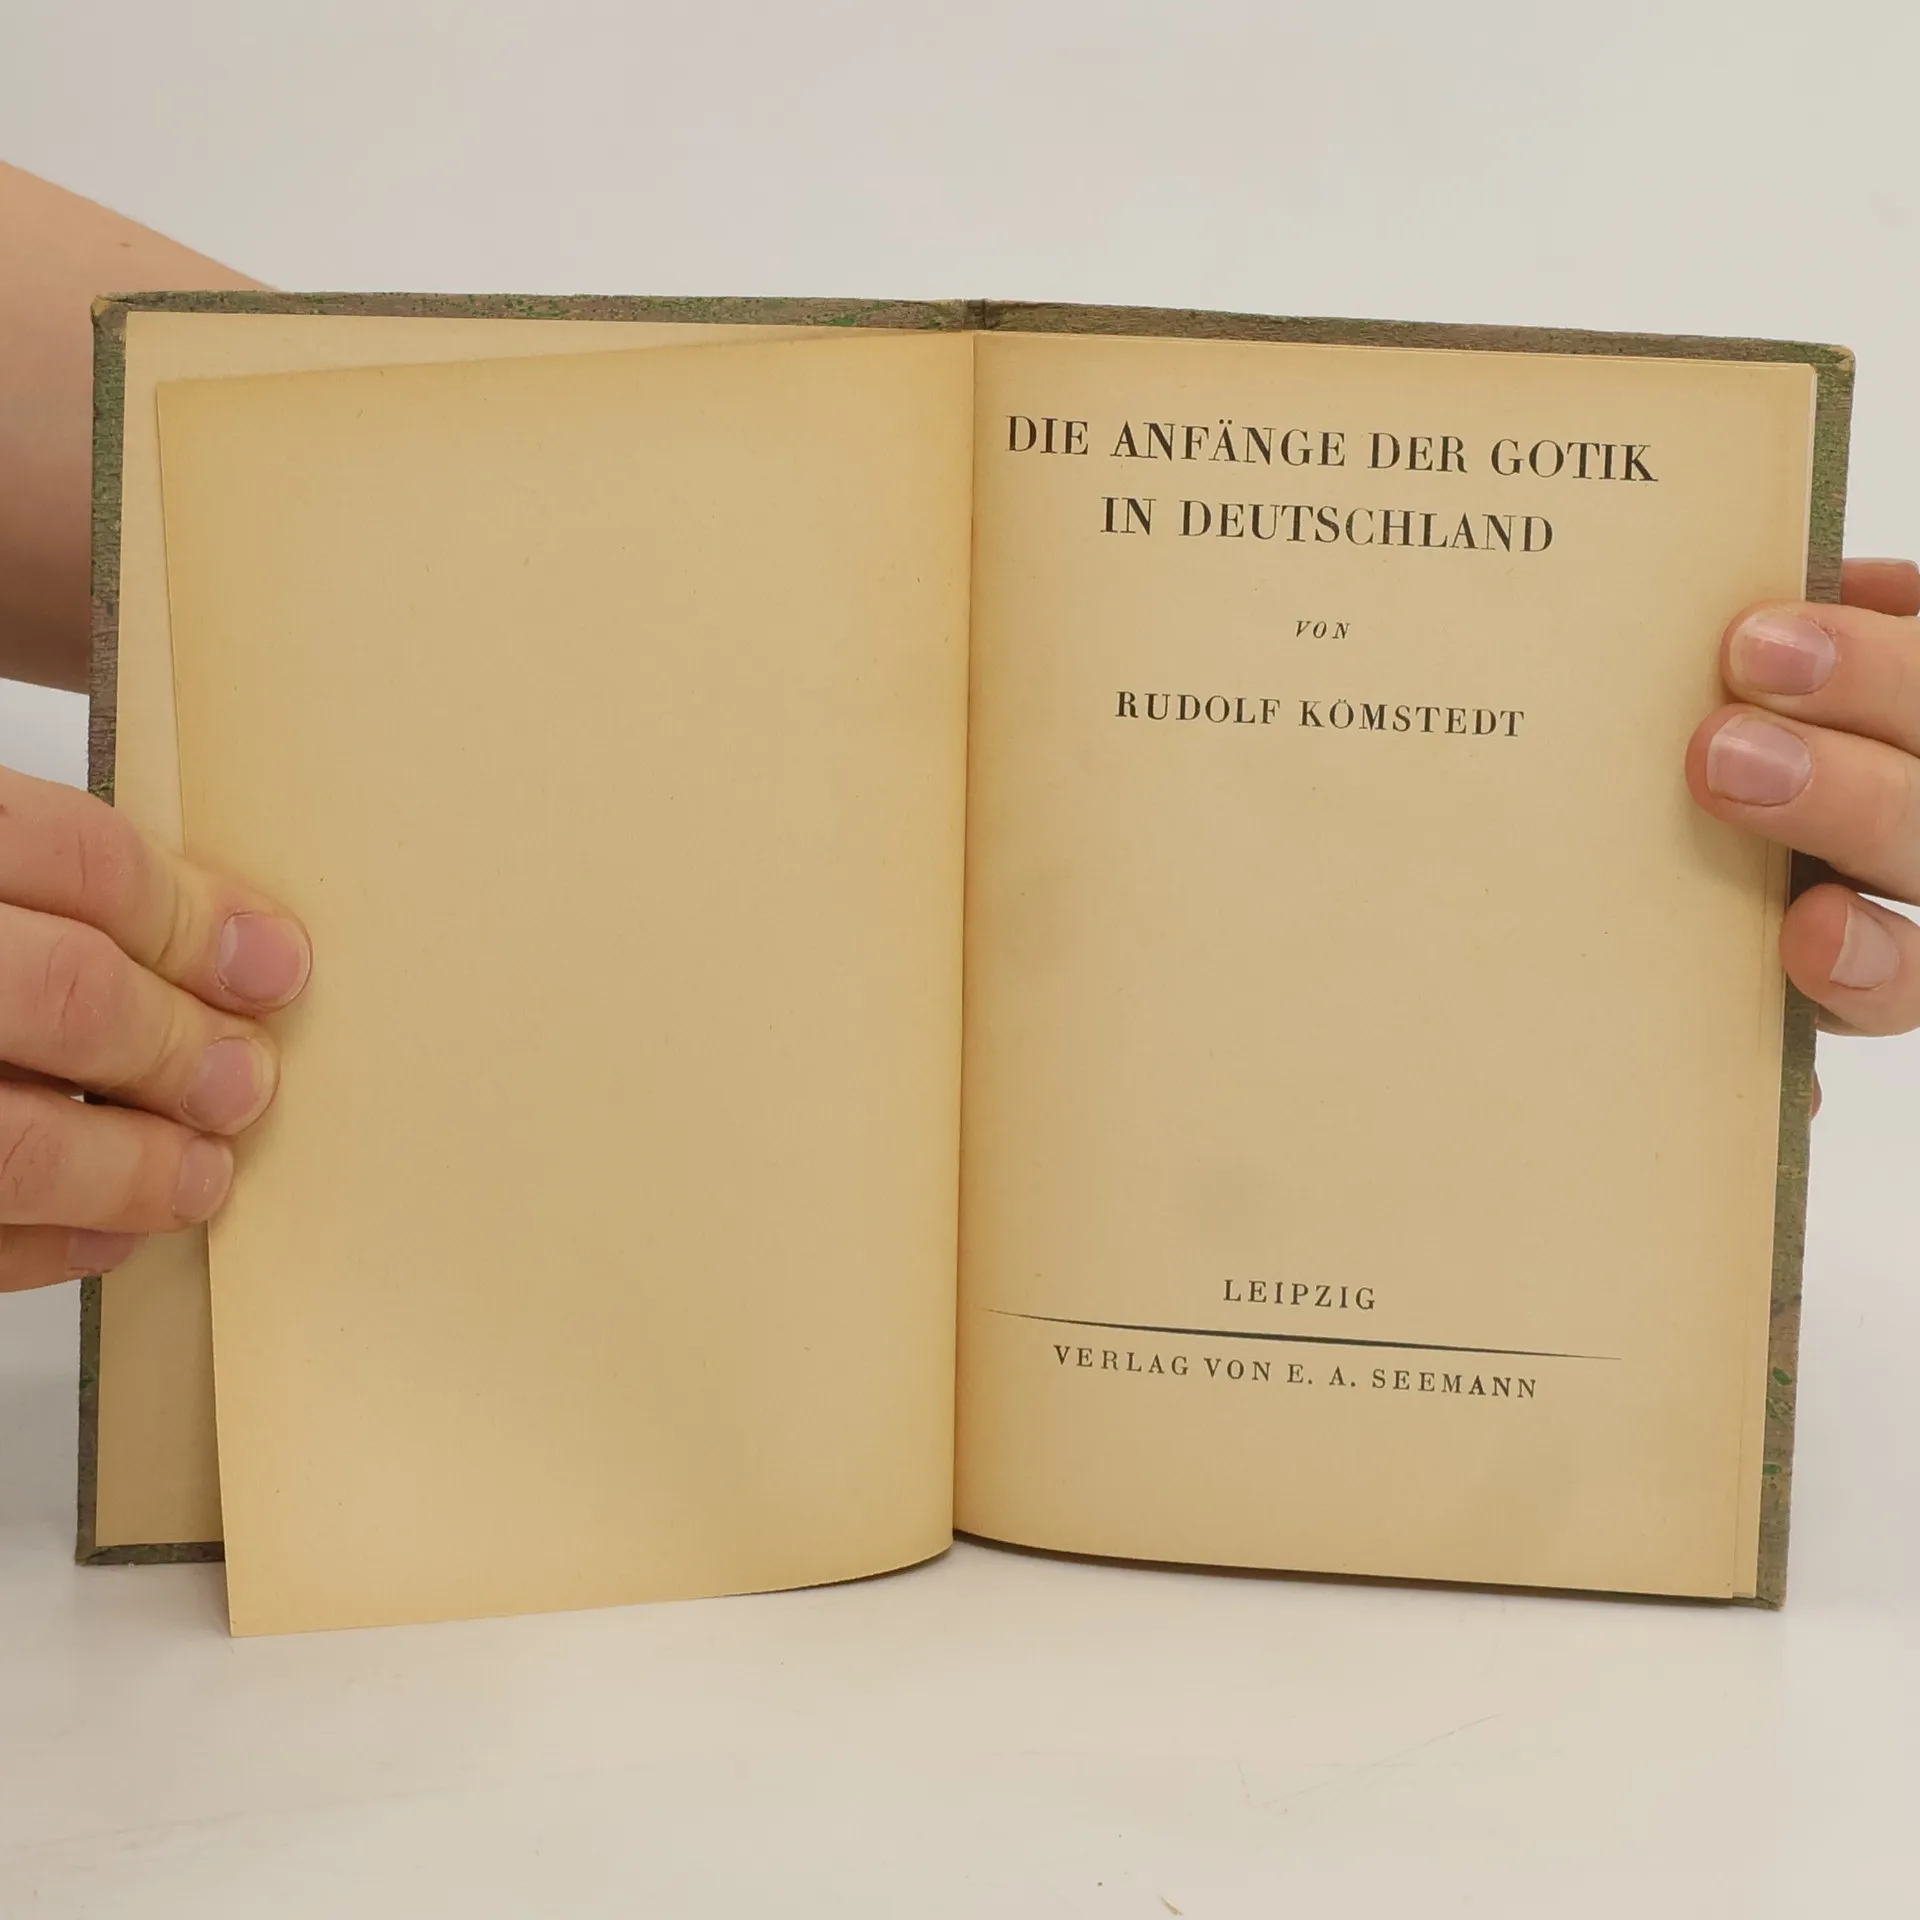 DIE ANFÄNGE DER GOTIK
IN DEUTSCHLAND
VON
RUDOLF KÖMSTEDT
LEIPZIG
VERLAG VON E. A. SEEMANN